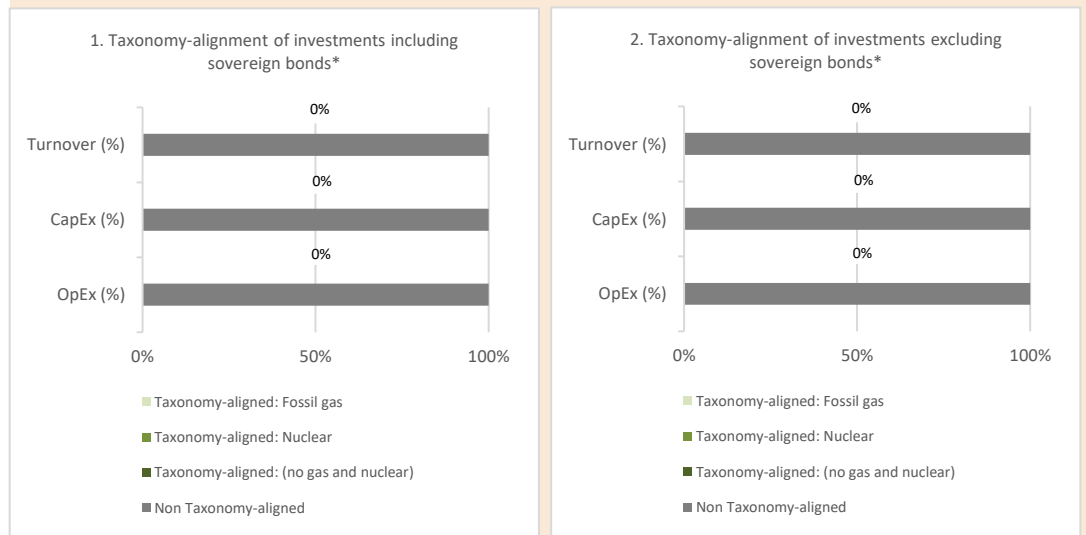 1. Taxonomy-alignment of investments including
sovereign bonds*
0%
Turnover (%)
0%
CapEx (%)
0%
OpEx (%)
0%
50%
100%
Taxonomy-aligned: Fossil gas
Taxonomy-aligned: Nuclear
Taxonomy-aligned: (no gas and nuclear)
Non Taxonomy-aligned
2. Taxonomy-alignment of investments excluding
sovereign bonds*
0%
Turnover (%)
0%
CapEx (%)
0%
OpEx (%)
0%
50%
100%
Taxonomy-aligned: Fossil gas
Taxonomy-aligned: Nuclear
Taxonomy-aligned: (no gas and nuclear)
Non Taxonomy-aligned